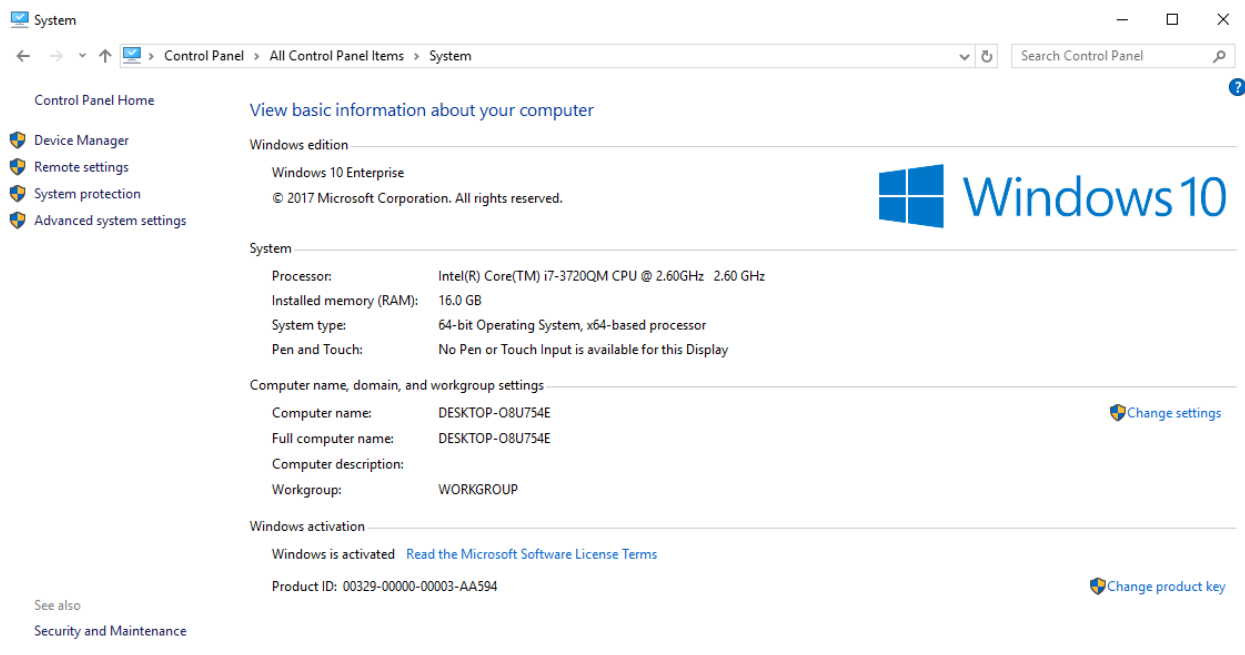 System
Control Panel > All Control Panel Items > System
Search Control Panel
?
Control Panel Home
Device Manager
Remote settings
System protection
Advanced system settings
View basic information about your computer
Windows edition
Windows 10 Enterprise
© 2017 Microsoft Corporation. All rights reserved.
Windows 10
System
Processor: Intel(R) Core(TM) i7-3720QM CPU @ 2.60GHz 2.60 GHz
Installed memory (RAM): 16.0 GB
System type: 64-bit Operating System, x64-based processor
Pen and Touch: No Pen or Touch Input is available for this Display
Computer name, domain, and workgroup settings
Computer name: DESKTOP-O8U754E Change settings
Full computer name: DESKTOP-O8U754E
Computer description:
Workgroup: WORKGROUP
Windows activation
Windows is activated Read the Microsoft Software License Terms
Product ID: 00329-00000-00003-AA594 Change product key
See also
Security and Maintenance